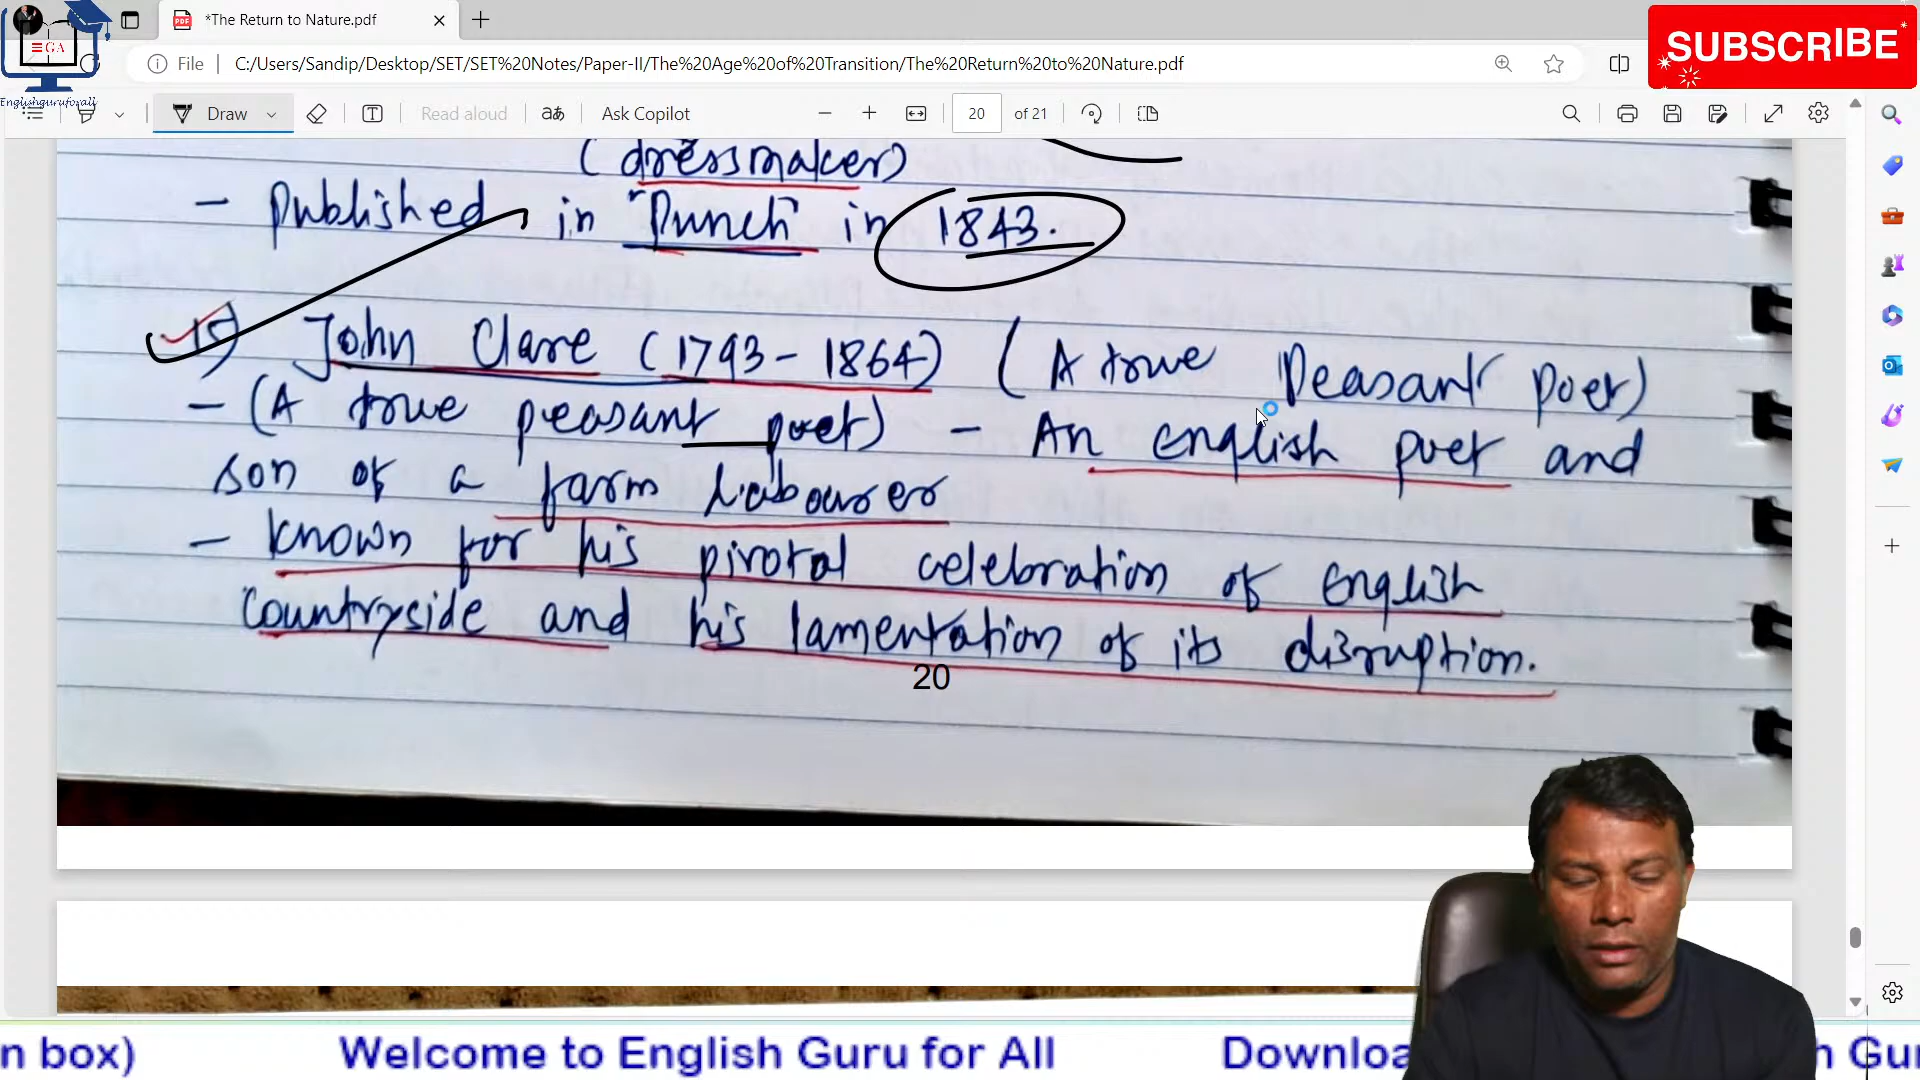 *The Return to Nature.pdf
SUBSCRIBE
GA
File
C:/Users/Sandip/Desktop/SET/SET%20Notes/Paper-II/The%20Age%20of%20Transition/The%20Return%20to%20Nature.pdf
Englishguruforall
Draw
Read aloud
Ask Copilot
20
of 21
(dressmaker)
- Published in "Punch" in 1843.
John Clare (1793-1864) (A true Peasant poet)
- (A true peasant poet) - An english poet and
son of a farm Labourer
- known for his pivotal celebration of English
countryside and his lamentation of its disruption.
20
n box)
Welcome to English Guru for All
Downloa
h Gur